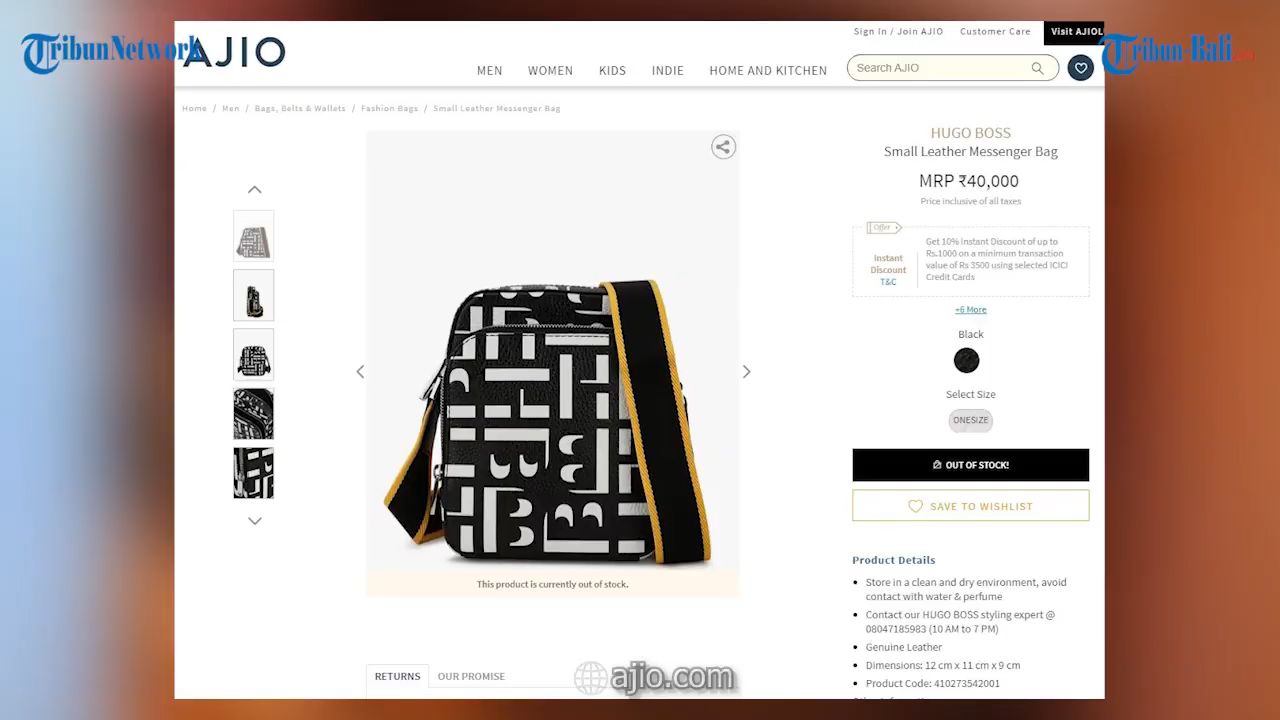 TribunNetwork
AJIO
Sign In / Join AJIO
Customer Care
Visit AJIOL
Tribun-Bali.com
MEN
WOMEN
KIDS
INDIE
HOME AND KITCHEN
Search AJIO
Home / Men / Bags, Belts & Wallets / Fashion Bags / Small Leather Messenger Bag
HUGO BOSS
Small Leather Messenger Bag
MRP ₹40,000
Price inclusive of all taxes
Offer
Instant
Discount
T&C
Get 10% Instant Discount of up to
Rs.1000 on a minimum transaction
value of Rs 3500 using selected ICICI
Credit Cards
+6 More
Black
Select Size
ONESIZE
OUT OF STOCK!
SAVE TO WISHLIST
This product is currently out of stock.
Product Details
Store in a clean and dry environment, avoid
contact with water & perfume
Contact our HUGO BOSS styling expert @
08047185983 (10 AM to 7 PM)
Genuine Leather
Dimensions: 12 cm x 11 cm x 9 cm
Product Code: 410273542001
RETURNS
OUR PROMISE
ajio.com